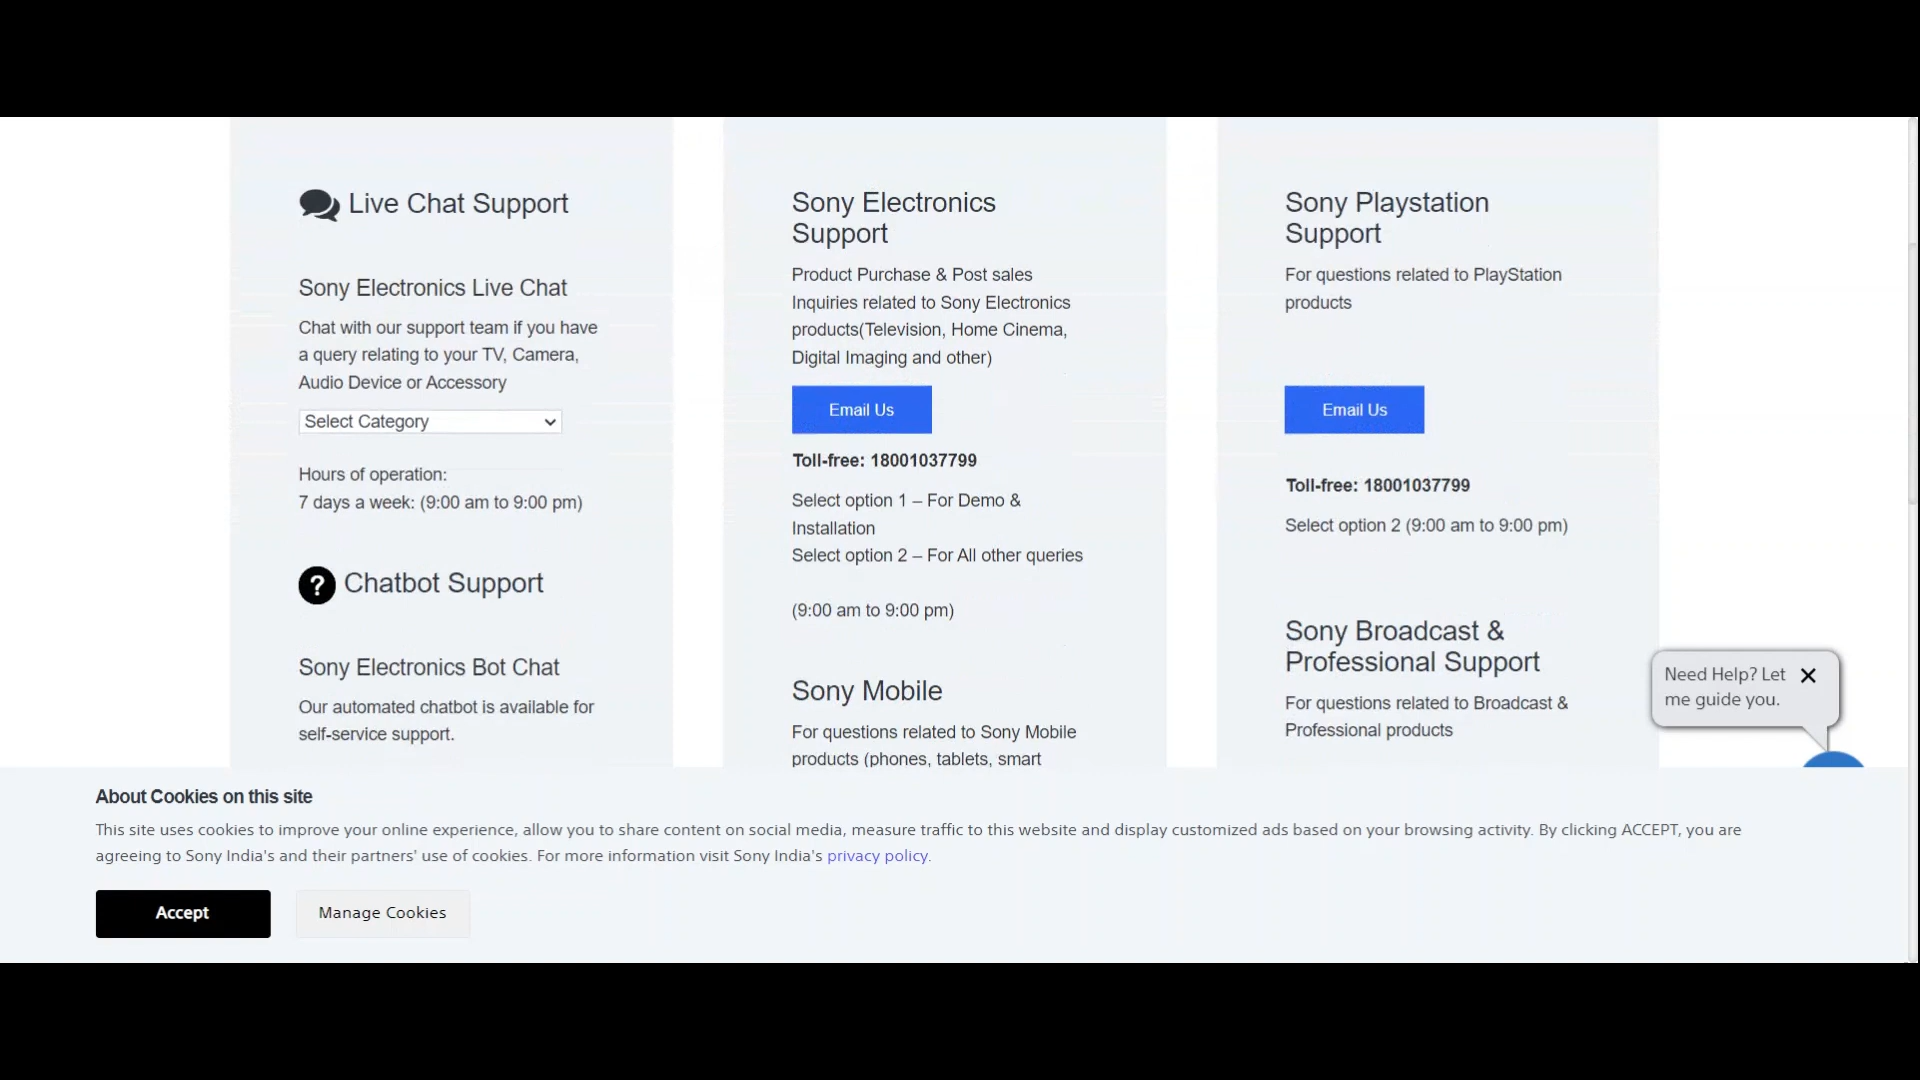 Live Chat Support
Sony Electronics Live Chat
Chat with our support team if you have
a query relating to your TV, Camera,
Audio Device or Accessory
Select Category
Hours of operation:
7 days a week: (9:00 am to 9:00 pm)
? Chatbot Support
Sony Electronics Bot Chat
Our automated chatbot is available for
self-service support.
Sony Electronics
Support
Product Purchase & Post sales
Inquiries related to Sony Electronics
products(Television, Home Cinema,
Digital Imaging and other)
Email Us
Toll-free: 18001037799
Select option 1 – For Demo &
Installation
Select option 2 – For All other queries
(9:00 am to 9:00 pm)
Sony Mobile
For questions related to Sony Mobile
products (phones, tablets, smart
Sony Playstation
Support
For questions related to PlayStation
products
Email Us
Toll-free: 18001037799
Select option 2 (9:00 am to 9:00 pm)
Sony Broadcast &
Professional Support
For questions related to Broadcast &
Professional products
Need Help? Let
me guide you.
About Cookies on this site
This site uses cookies to improve your online experience, allow you to share content on social media, measure traffic to this website and display customized ads based on your browsing activity. By clicking ACCEPT, you are
agreeing to Sony India's and their partners' use of cookies. For more information visit Sony India's privacy policy.
Accept
Manage Cookies